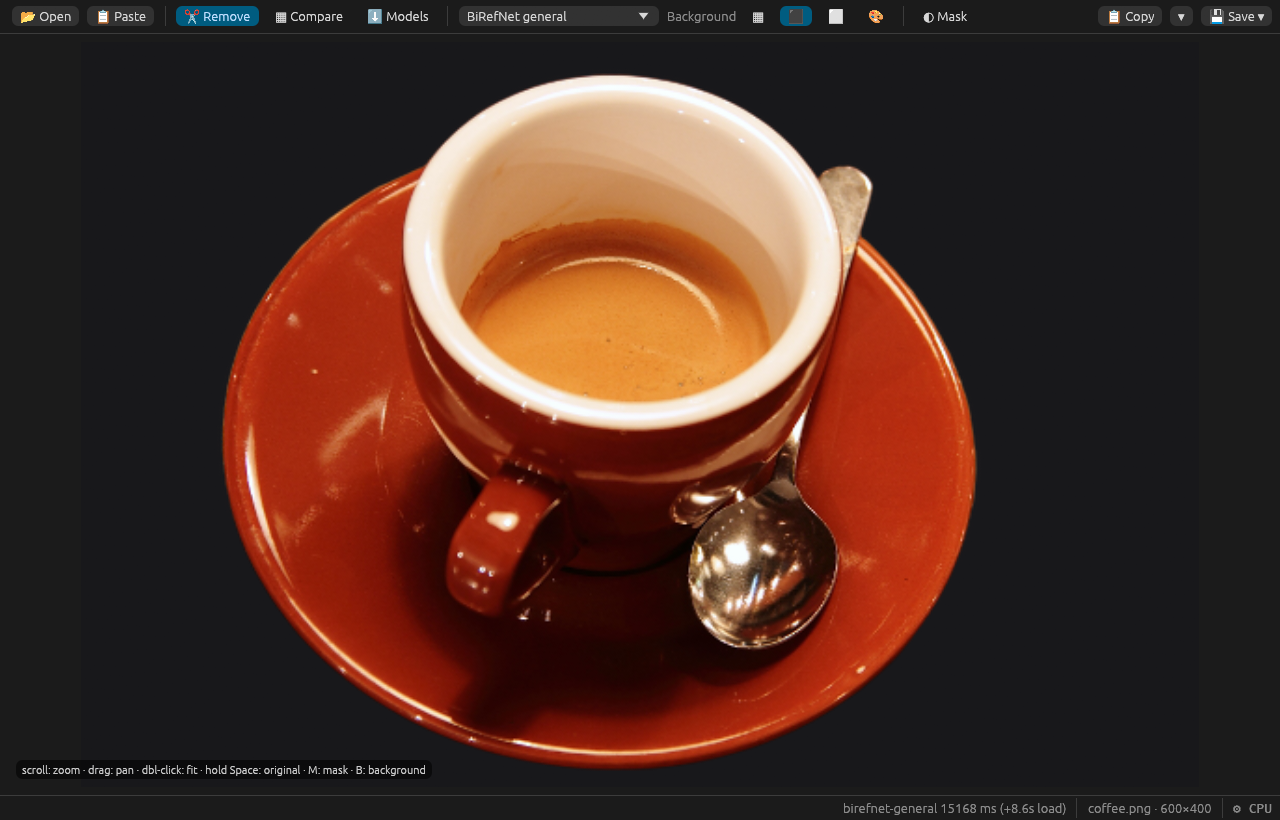 Open Paste Remove Compare Models BiRefNet general Background Mask Copy Save
scroll: zoom · drag: pan · dbl-click: fit · hold Space: original · M: mask · B: background
birefnet-general 15168 ms (+8.6s load) coffee.png · 600×400 CPU